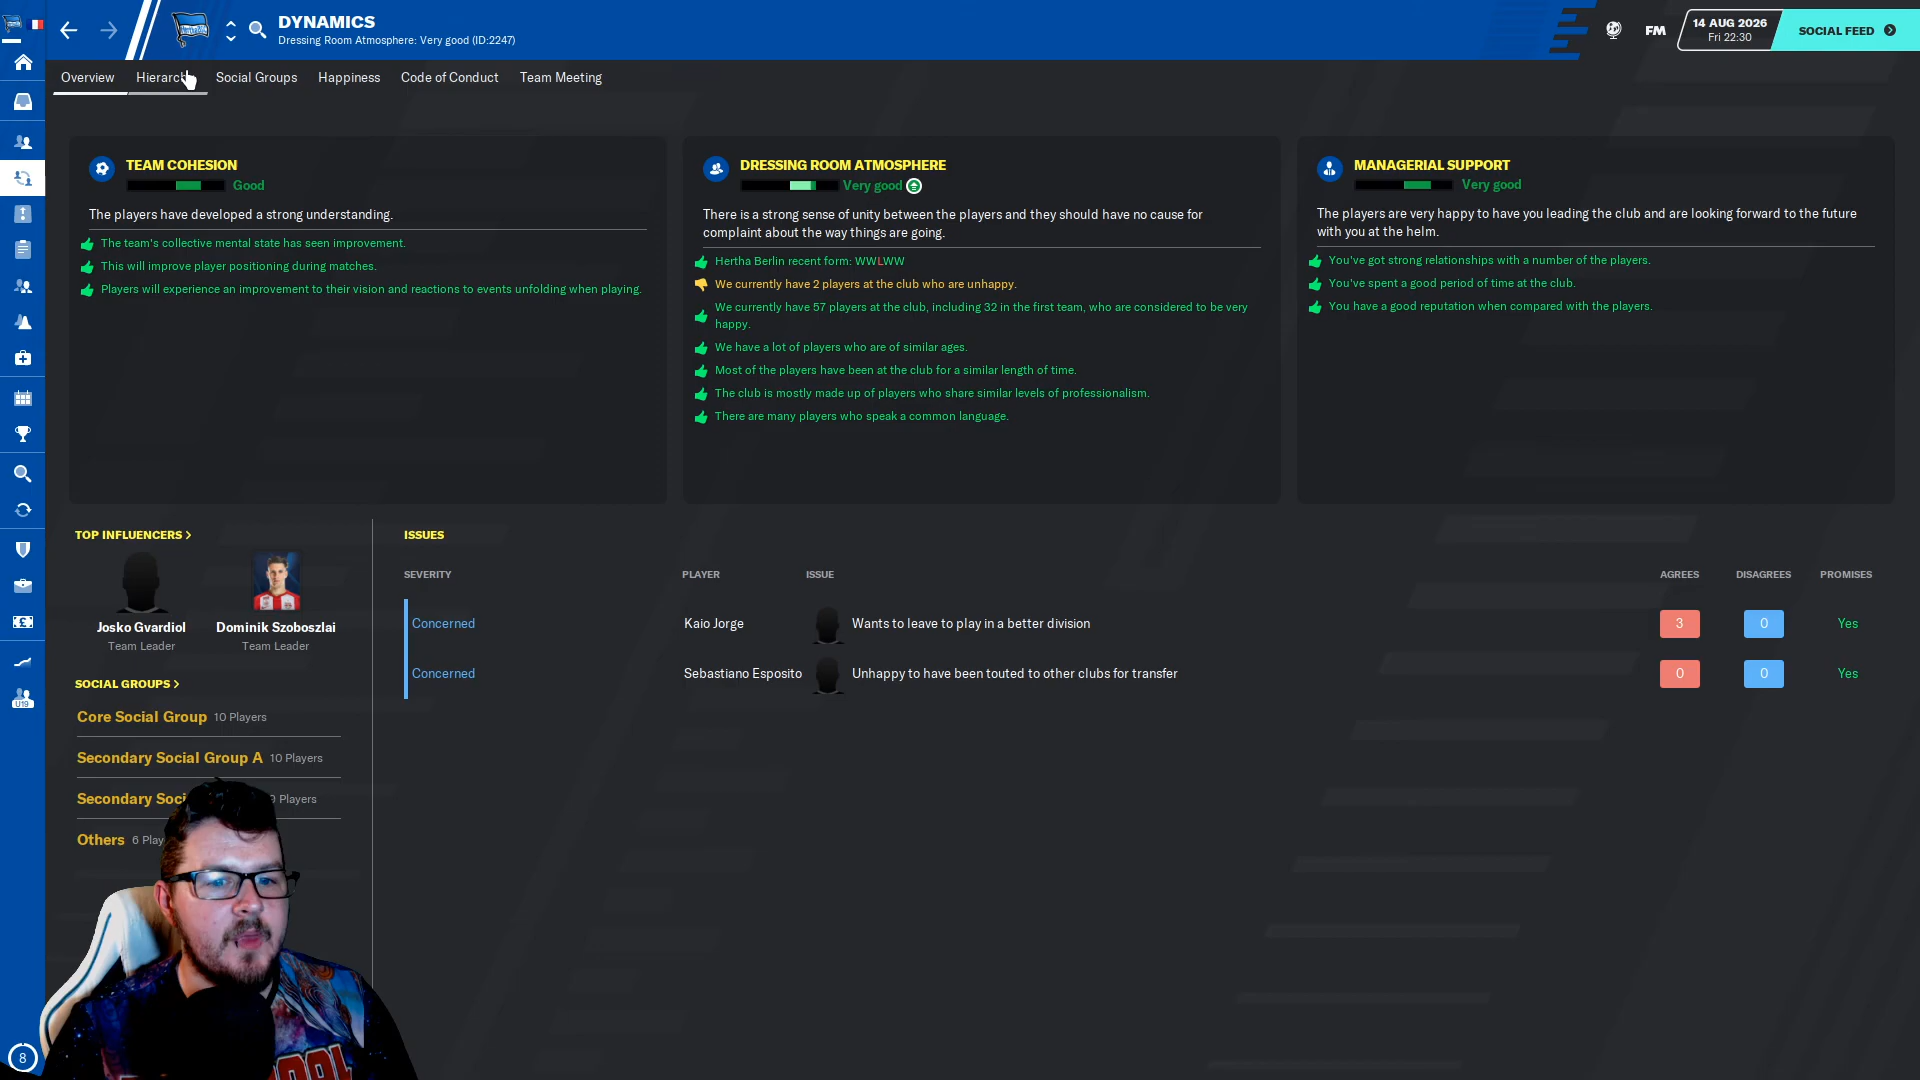 DYNAMICS
Dressing Room Atmosphere: Very good (ID:2247)
FM
14 AUG 2026
Fri 22:30
SOCIAL FEED
Overview
Hierarch
Social Groups
Happiness
Code of Conduct
Team Meeting
TEAM COHESION
Good
The players have developed a strong understanding.
The team's collective mental state has seen improvement.
This will improve player positioning during matches.
Players will experience an improvement to their vision and reactions to events unfolding when playing.
DRESSING ROOM ATMOSPHERE
Very good
There is a strong sense of unity between the players and they should have no cause for
complaint about the way things are going.
Hertha Berlin recent form: WWLWW
We currently have 2 players at the club who are unhappy.
We currently have 57 players at the club, including 32 in the first team, who are considered to be very
happy.
We have a lot of players who are of similar ages.
Most of the players have been at the club for a similar length of time.
The club is mostly made up of players who share similar levels of professionalism.
There are many players who speak a common language.
MANAGERIAL SUPPORT
Very good
The players are very happy to have you leading the club and are looking forward to the future
with you at the helm.
You've got strong relationships with a number of the players.
You've spent a good period of time at the club.
You have a good reputation when compared with the players.
TOP INFLUENCERS >
Josko Gvardiol
Team Leader
Dominik Szoboszlai
Team Leader
SOCIAL GROUPS >
Core Social Group 10 Players
Secondary Social Group A 10 Players
Secondary Soci 9 Players
Others 6 Play
ISSUES
SEVERITY PLAYER ISSUE AGREES DISAGREES PROMISES
Concerned Kaio Jorge Wants to leave to play in a better division 3 0 Yes
Concerned Sebastiano Esposito Unhappy to have been touted to other clubs for transfer 0 0 Yes
U19
8